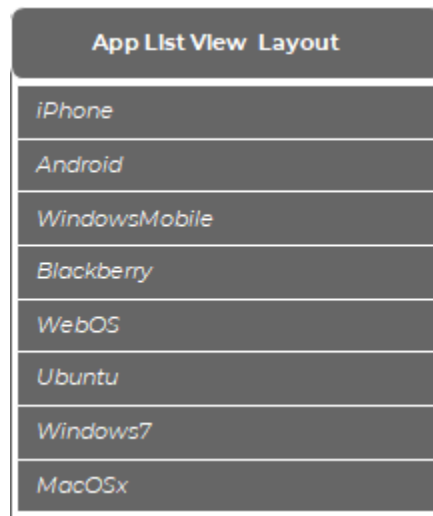 App List View Layout
iPhone
Android
WindowsMobile
Blackberry
WebOS
Ubuntu
Windows7
MacOSx